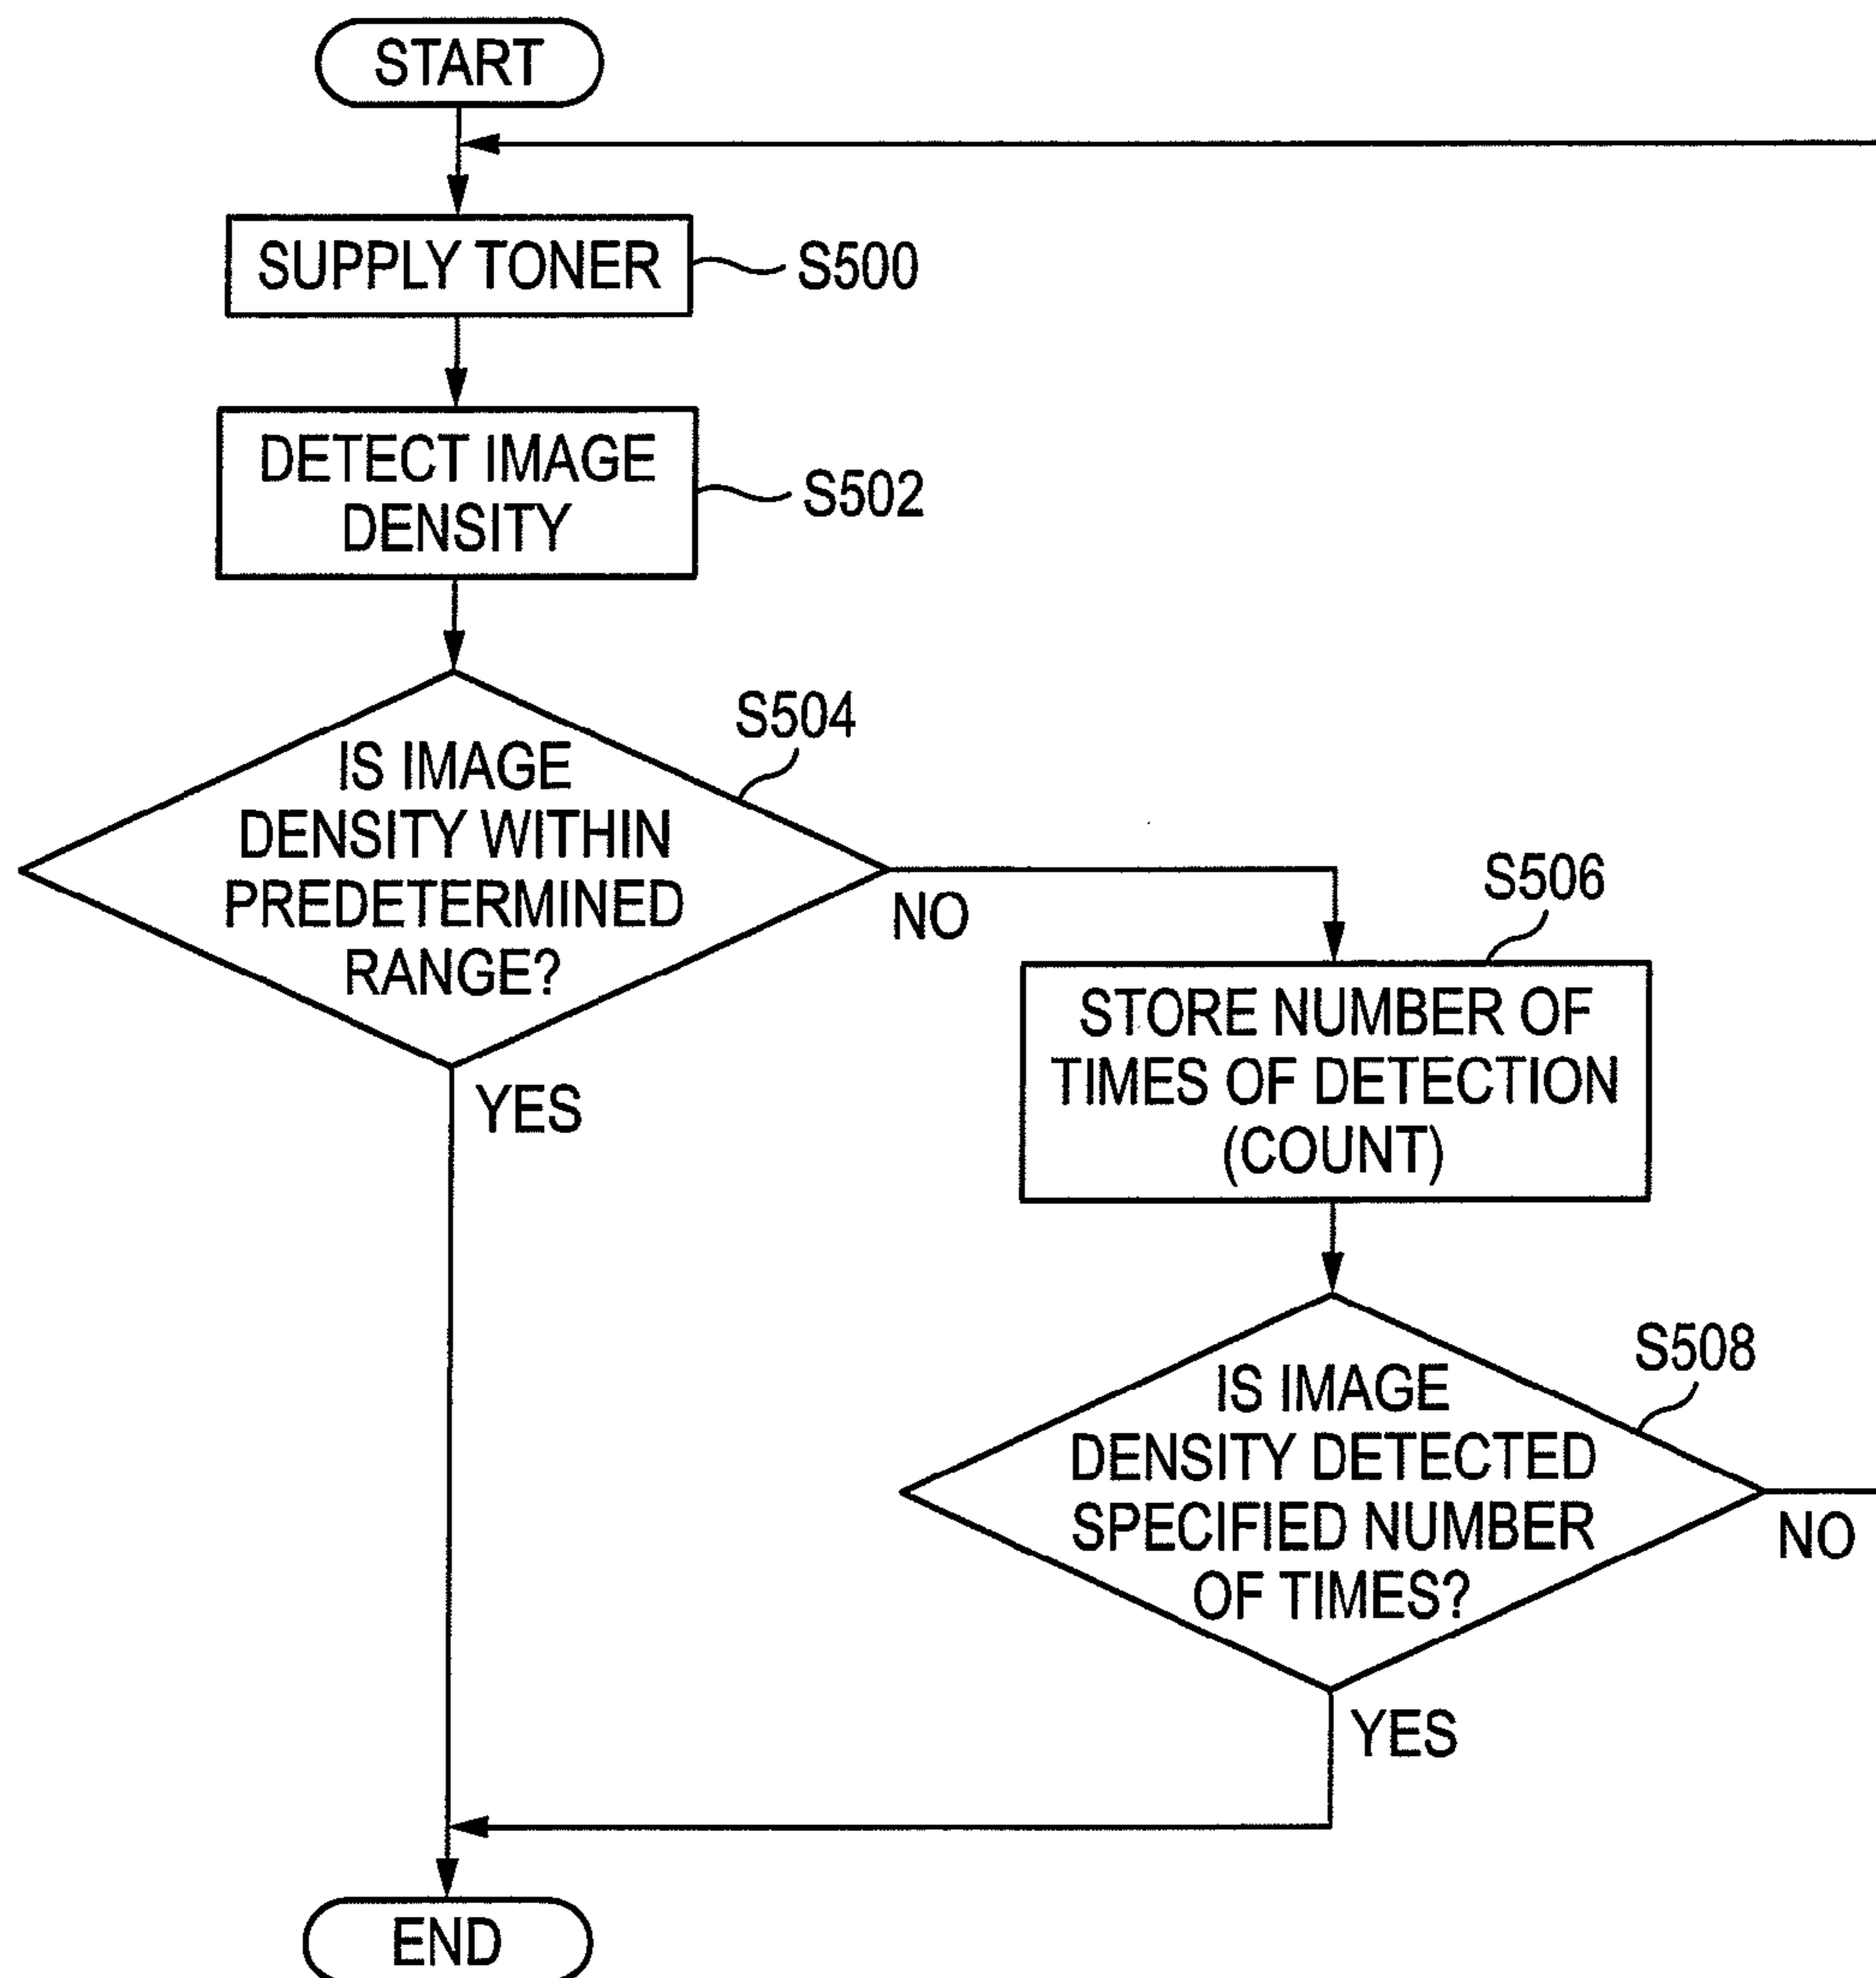 START
SUPPLY TONER
S500
DETECT IMAGE
DENSITY
S502
S504
IS IMAGE
DENSITY WITHIN
PREDETERMINED
RANGE?
NO
YES
S506
STORE NUMBER OF
TIMES OF DETECTION
(COUNT)
S508
IS IMAGE
DENSITY DETECTED
SPECIFIED NUMBER
OF TIMES?
NO
YES
END